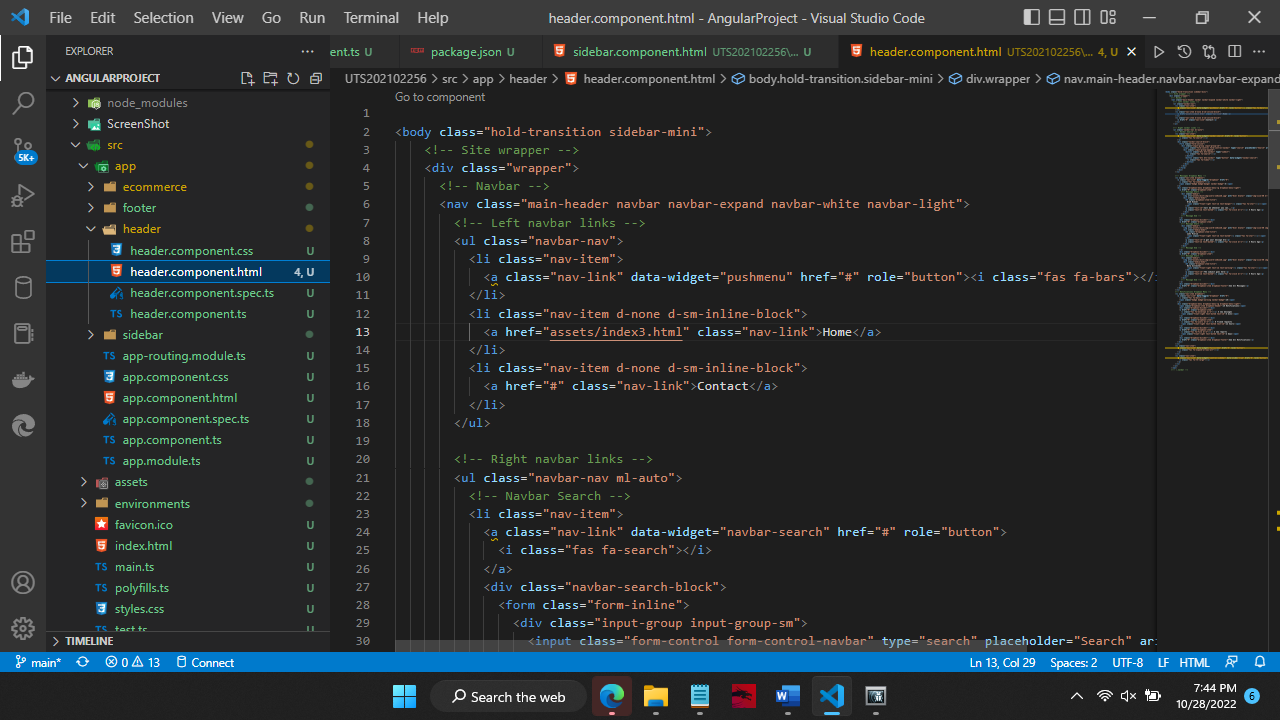 File Edit Selection View Go Run Terminal Help header.component.html - AngularProject - Visual Studio Code
EXPLORER
ent.ts U package.json U sidebar.component.html UTS202102256\... U header.component.html UTS202102256\... 4, U
ANGULARPROJECT
UTS202102256 > src > app > header > header.component.html > body.hold-transition.sidebar-mini > div.wrapper > nav.main-header.navbar.navbar-expand
node_modules
ScreenShot
src
app
ecommerce
footer
header
header.component.css U
header.component.html 4, U
header.component.spec.ts U
header.component.ts U
sidebar
app-routing.module.ts U
app.component.css U
app.component.html U
app.component.spec.ts U
app.component.ts U
app.module.ts U
assets
environments
favicon.ico U
index.html U
main.ts U
polyfills.ts U
styles.css U
test.ts U
TIMELINE
5K+
Go to component
1
2 <body class="hold-transition sidebar-mini">
3 <!-- Site wrapper -->
4 <div class="wrapper">
5 <!-- Navbar -->
6 <nav class="main-header navbar navbar-expand navbar-white navbar-light">
7 <!-- Left navbar links -->
8 <ul class="navbar-nav">
9 <li class="nav-item">
10 <a class="nav-link" data-widget="pushmenu" href="#" role="button"><i class="fas fa-bars"></i
11 </li>
12 <li class="nav-item d-none d-sm-inline-block">
13 <a href="assets/index3.html" class="nav-link">Home</a>
14 </li>
15 <li class="nav-item d-none d-sm-inline-block">
16 <a href="#" class="nav-link">Contact</a>
17 </li>
18 </ul>
19
20 <!-- Right navbar links -->
21 <ul class="navbar-nav ml-auto">
22 <!-- Navbar Search -->
23 <li class="nav-item">
24 <a class="nav-link" data-widget="navbar-search" href="#" role="button">
25 <i class="fas fa-search"></i>
26 </a>
27 <div class="navbar-search-block">
28 <form class="form-inline">
29 <div class="input-group input-group-sm">
30 <input class="form-control form-control-navbar" type="search" placeholder="Search" ari
main* 0 13 Connect Ln 13, Col 29 Spaces: 2 UTF-8 LF HTML
Search the web
7:44 PM
10/28/2022
6